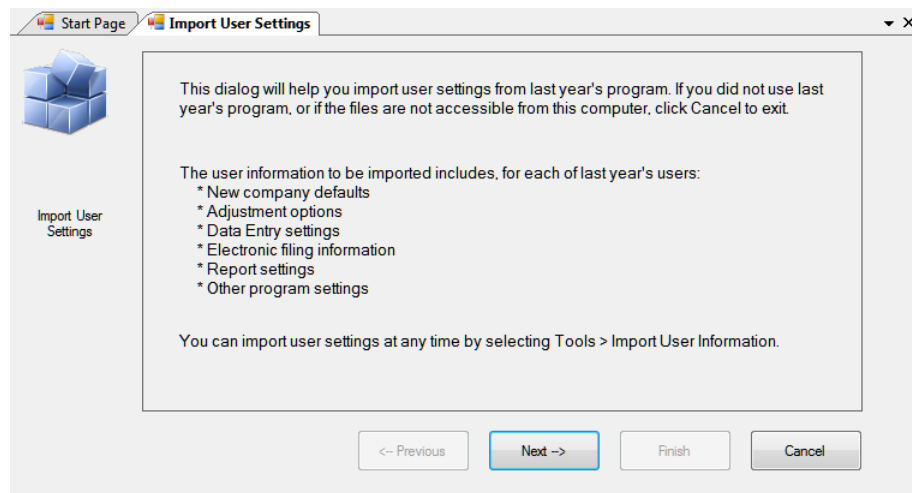 Start Page
Import User Settings
This dialog will help you import user settings from last year's program. If you did not use last
year's program, or if the files are not accessible from this computer, click Cancel to exit.
The user information to be imported includes, for each of last year's users:
* New company defaults
* Adjustment options
* Data Entry settings
* Electronic filing information
* Report settings
* Other program settings
Import User
Settings
You can import user settings at any time by selecting Tools > Import User Information.
<-- Previous
Next -->
Finish
Cancel